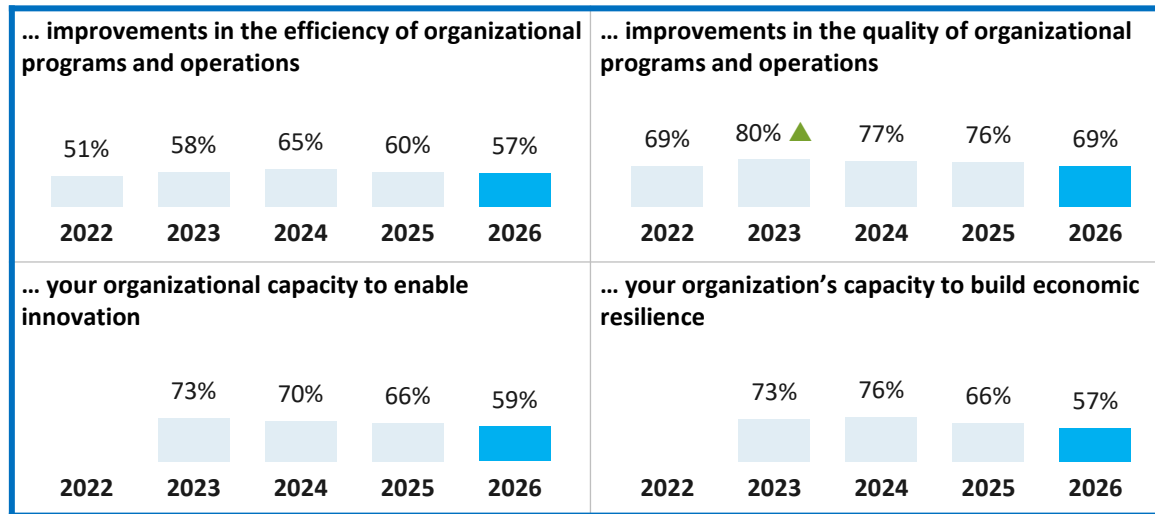 … improvements in the efficiency of organizational
programs and operations
51% 58% 65% 60% 57%
2022 2023 2024 2025 2026
… improvements in the quality of organizational
programs and operations
69% 80% 77% 76% 69%
2022 2023 2024 2025 2026
… your organizational capacity to enable
innovation
73% 70% 66% 59%
2022 2023 2024 2025 2026
… your organization’s capacity to build economic
resilience
73% 76% 66% 57%
2022 2023 2024 2025 2026